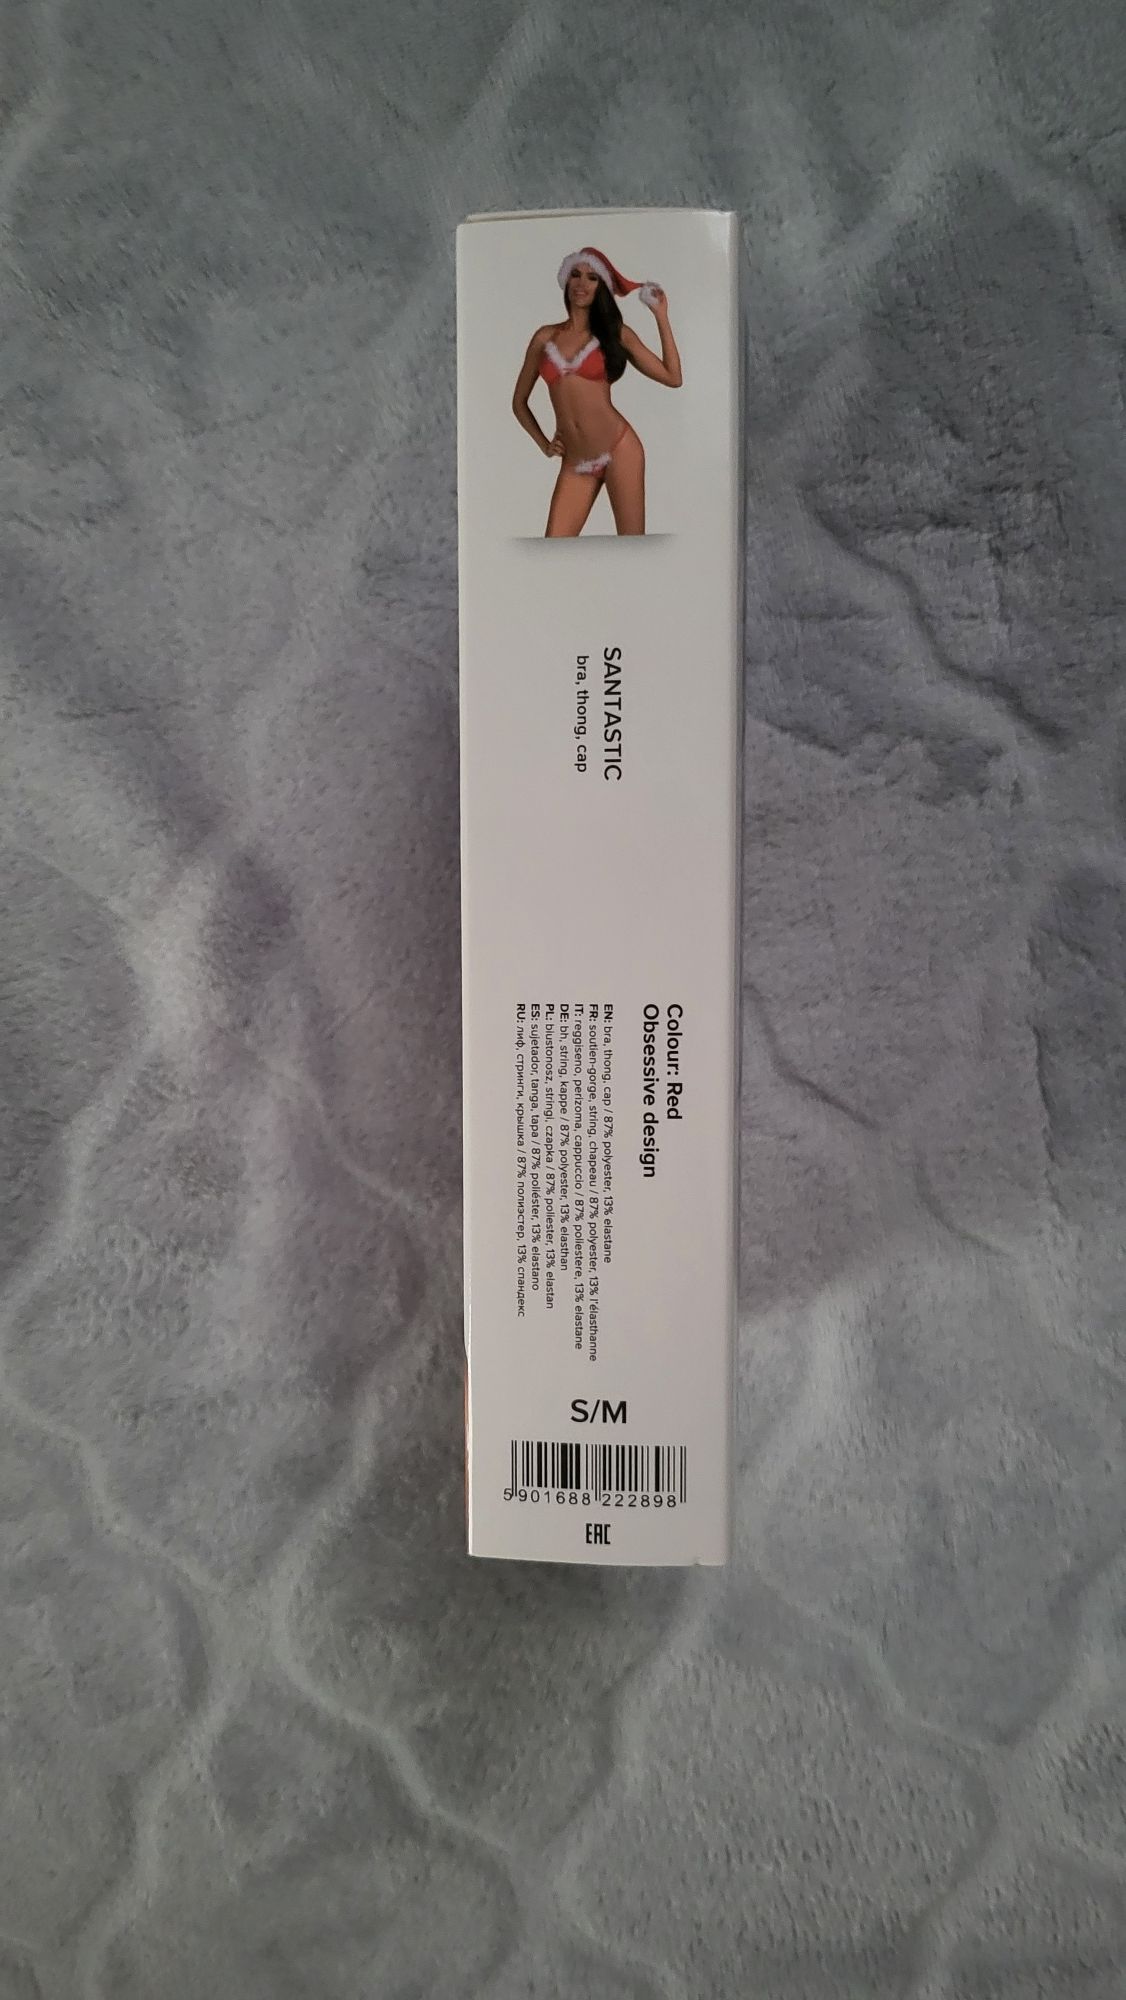 SANTASTIC
bra, thong, cap
Colour: Red
Obsessive design
EN: bra, thong, cap / 87% polyester, 13% elastane
FR: soutien-gorge, string, chapeau / 87% polyester, 13% l'élasthanne
IT: reggiseno, perizoma, cappuccio / 87% poliestere, 13% elastane
DE: bh, string, kappe / 87% polyester, 13% elasthan
PL: biustonosz, stringi, czapka / 87% poliester, 13% elastan
ES: sujetador, tanga, tapa / 87% poliéster, 13% elastano
RU: лиф, стринги, крышка / 87% полиэстер, 13% спандекс
S/M
5 901688 222898
EAC